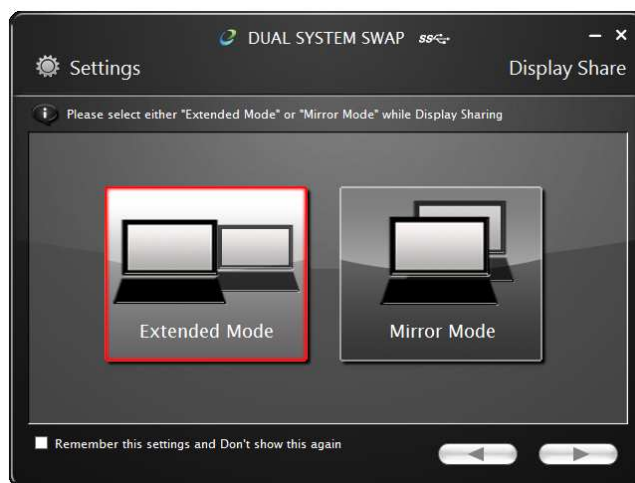 DUAL SYSTEM SWAP SS
Settings
Display Share
i Please select either "Extended Mode" or "Mirror Mode" while Display Sharing
Extended Mode
Mirror Mode
Remember this settings and Don't show this again